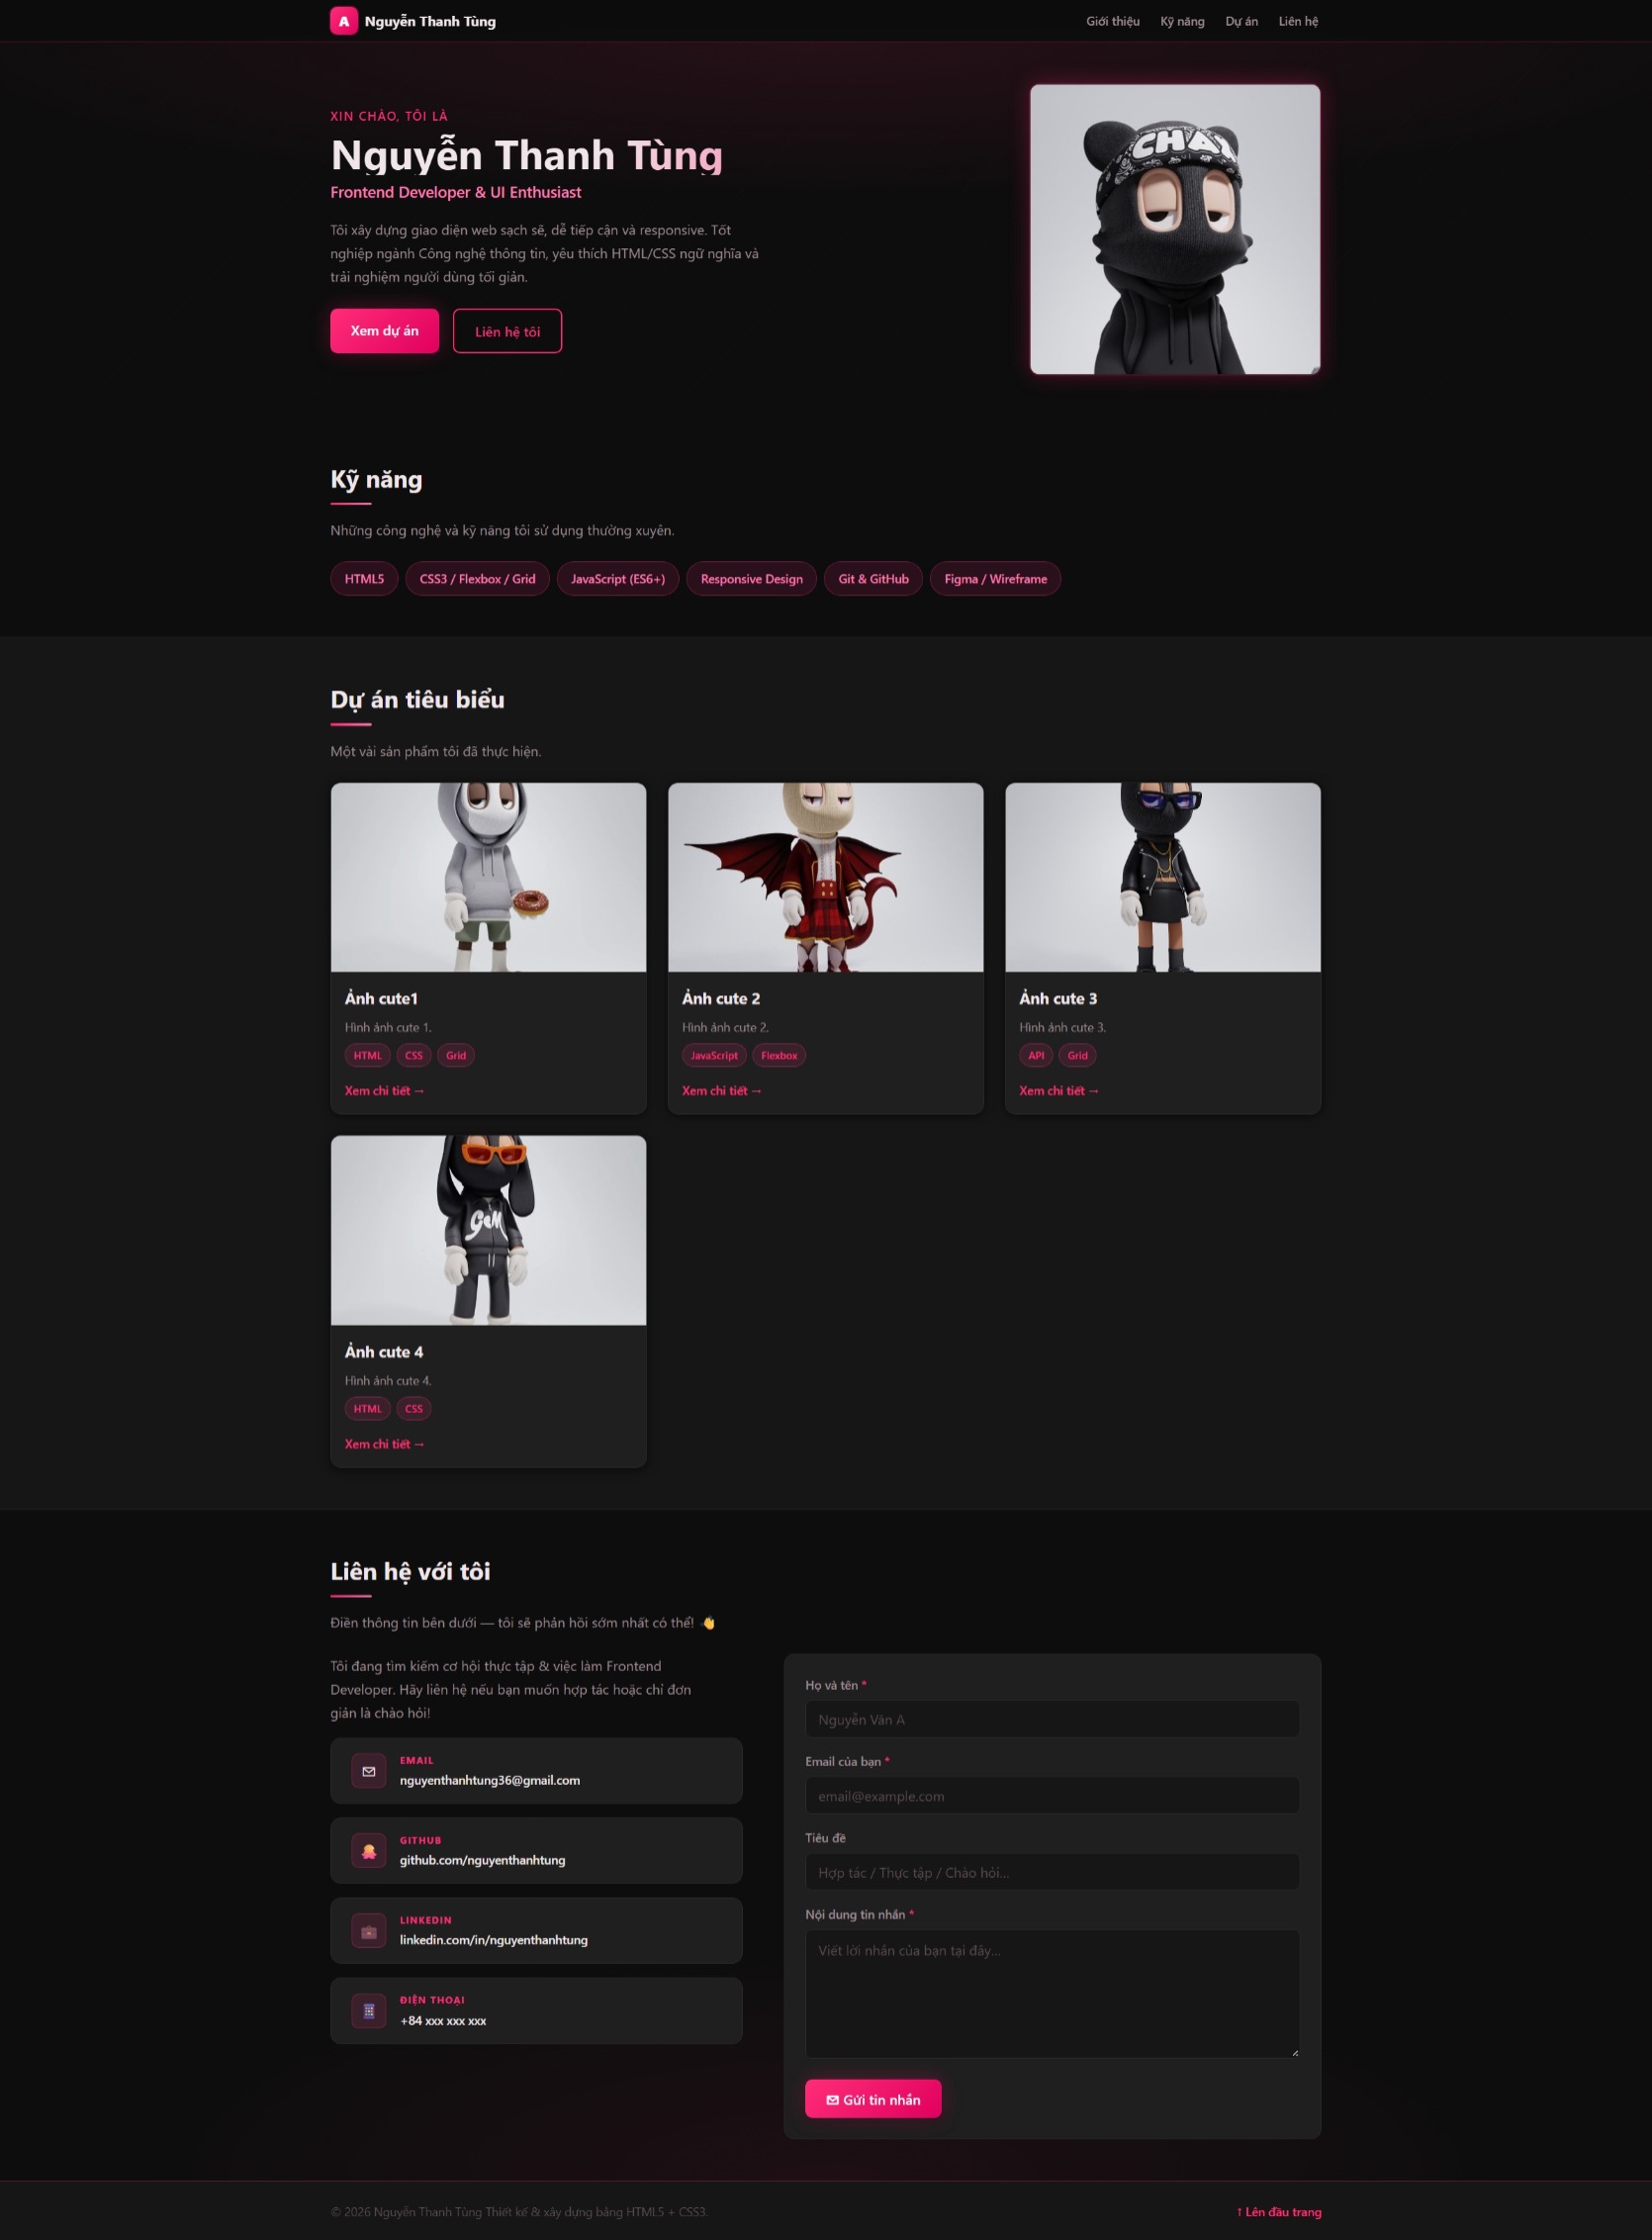 A Nguyễn Thanh Tùng
Giới thiệu Kỹ năng Dự án Liên hệ
XIN CHÀO, TÔI LÀ
Nguyễn Thanh Tùng
Frontend Developer & UI Enthusiast
Tôi xây dựng giao diện web sạch sẽ, dễ tiếp cận và responsive. Tốt
nghiệp ngành Công nghệ thông tin, yêu thích HTML/CSS ngữ nghĩa và
trải nghiệm người dùng tối giản.
Xem dự án Liên hệ tôi
Kỹ năng
Những công nghệ và kỹ năng tôi sử dụng thường xuyên.
HTML5 CSS3 / Flexbox / Grid JavaScript (ES6+) Responsive Design Git & GitHub Figma / Wireframe
Dự án tiêu biểu
Một vài sản phẩm tôi đã thực hiện.
Ảnh cute1
Hình ảnh cute 1.
HTML CSS Grid
Xem chi tiết →
Ảnh cute 2
Hình ảnh cute 2.
JavaScript Flexbox
Xem chi tiết →
Ảnh cute 3
Hình ảnh cute 3.
API Grid
Xem chi tiết →
GeM
Ảnh cute 4
Hình ảnh cute 4.
HTML CSS
Xem chi tiết →
Liên hệ với tôi
Điền thông tin bên dưới — tôi sẽ phản hồi sớm nhất có thể! 👋
Tôi đang tìm kiếm cơ hội thực tập & việc làm Frontend
Developer. Hãy liên hệ nếu bạn muốn hợp tác hoặc chỉ đơn
giản là chào hỏi!
EMAIL
nguyenthanhtung36@gmail.com
GITHUB
github.com/nguyenthanhtung
LINKEDIN
linkedin.com/in/nguyenthanhtung
ĐIỆN THOẠI
+84 xxx xxx xxx
Họ và tên *
Nguyễn Văn A
Email của bạn *
email@example.com
Tiêu đề
Hợp tác / Thực tập / Chào hỏi...
Nội dung tin nhắn *
Viết lời nhắn của bạn tại đây...
✉ Gửi tin nhắn
© 2026 Nguyễn Thanh Tùng Thiết kế & xây dựng bằng HTML5 + CSS3.
↑ Lên đầu trang